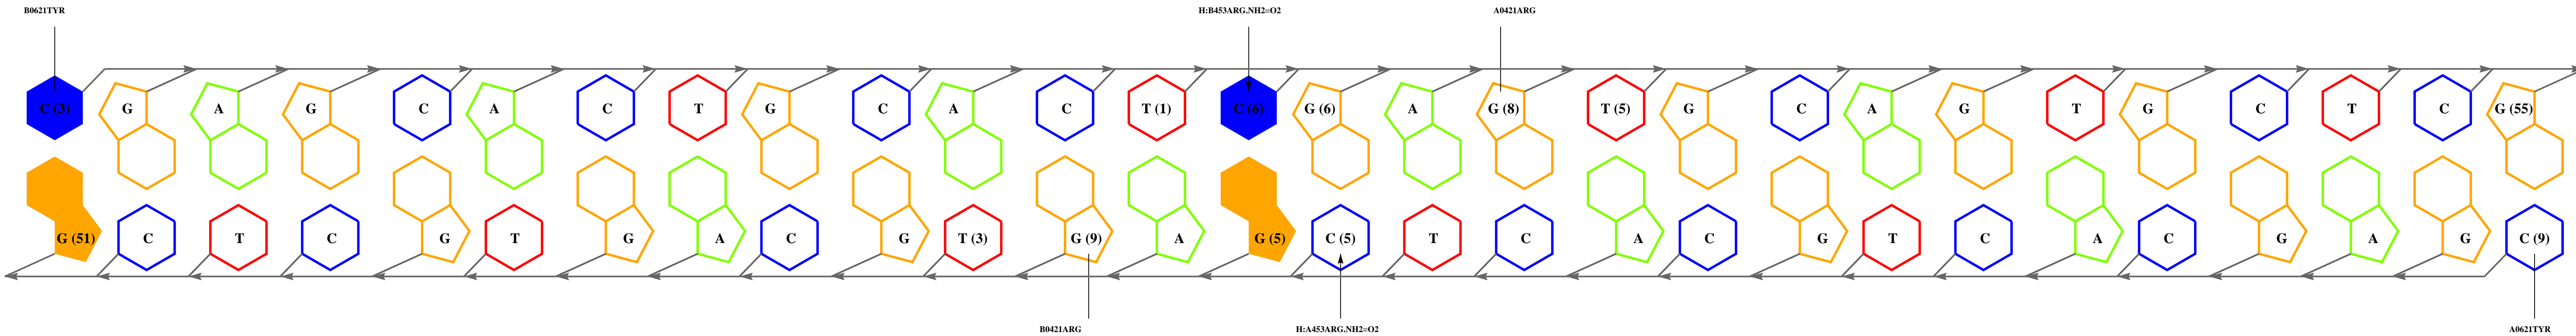 B0621TYR H:B453ARG.NH2=O2 A0421ARG
C (3) G A G C A C T G C A C T (1) C (6) G (6) A G (8) T (5) G C A G T G C T C G (55)
G (51) C T C G T G A C G T (3) G (9) A G (5) C (5) T C A C G T C A C G A G C (9)
B0421ARG H:A453ARG.NH2=O2 A0621TYR